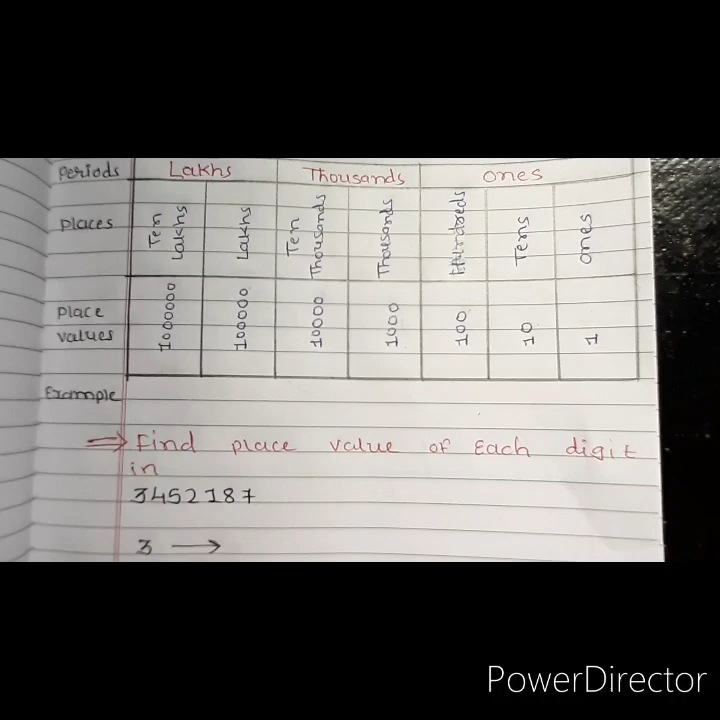 Periods Lakhs Thousands ones
places Ten Lakhs Lakhs Ten Thousands Thousands Hundreds Tens ones
place values 1000000 100000 10000 1000 100 10 1
Example
⇒ Find place value of Each digit
in
3452187
3 →
PowerDirector